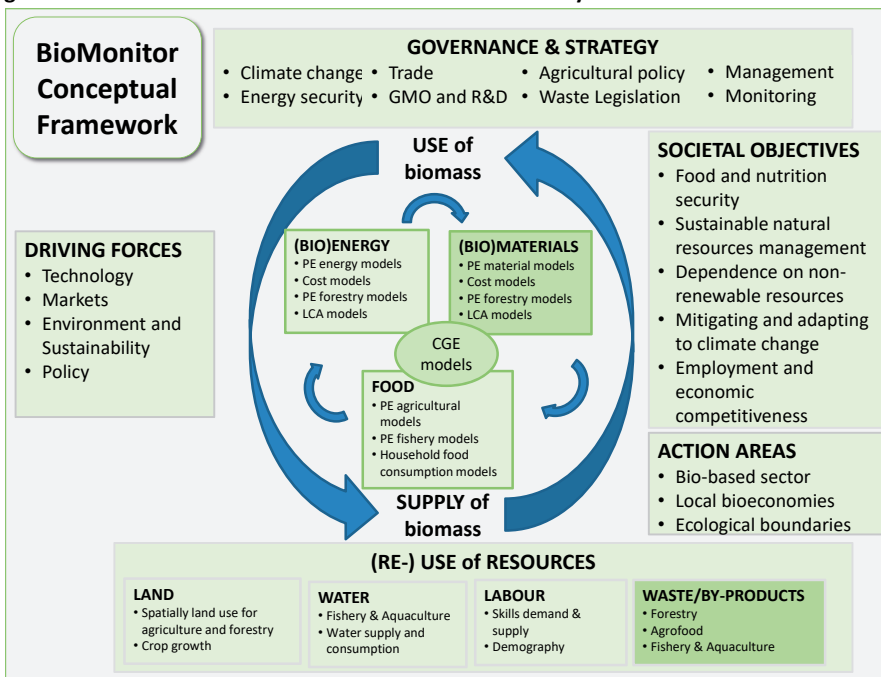 BioMonitor
Conceptual
Framework
GOVERNANCE & STRATEGY
• Climate change
• Energy security
• Trade
• GMO and R&D
• Agricultural policy
• Waste Legislation
• Management
• Monitoring
USE of
biomass
DRIVING FORCES
• Technology
• Markets
• Environment and
Sustainability
• Policy
(BIO)ENERGY
• PE energy models
• Cost models
• PE forestry models
• LCA models
(BIO)MATERIALS
• PE material models
• Cost models
• PE forestry models
• LCA models
CGE
models
FOOD
• PE agricultural
models
• PE fishery models
• Household food
consumption models
SUPPLY of
biomass
SOCIETAL OBJECTIVES
• Food and nutrition
security
• Sustainable natural
resources management
• Dependence on non-
renewable resources
• Mitigating and adapting
to climate change
• Employment and
economic
competitiveness
ACTION AREAS
• Bio-based sector
• Local bioeconomies
• Ecological boundaries
(RE-) USE of RESOURCES
LAND
• Spatially land use for
agriculture and forestry
• Crop growth
WATER
• Fishery & Aquaculture
• Water supply and
consumption
LABOUR
• Skills demand &
supply
• Demography
WASTE/BY-PRODUCTS
• Forestry
• Agrofood
• Fishery & Aquaculture